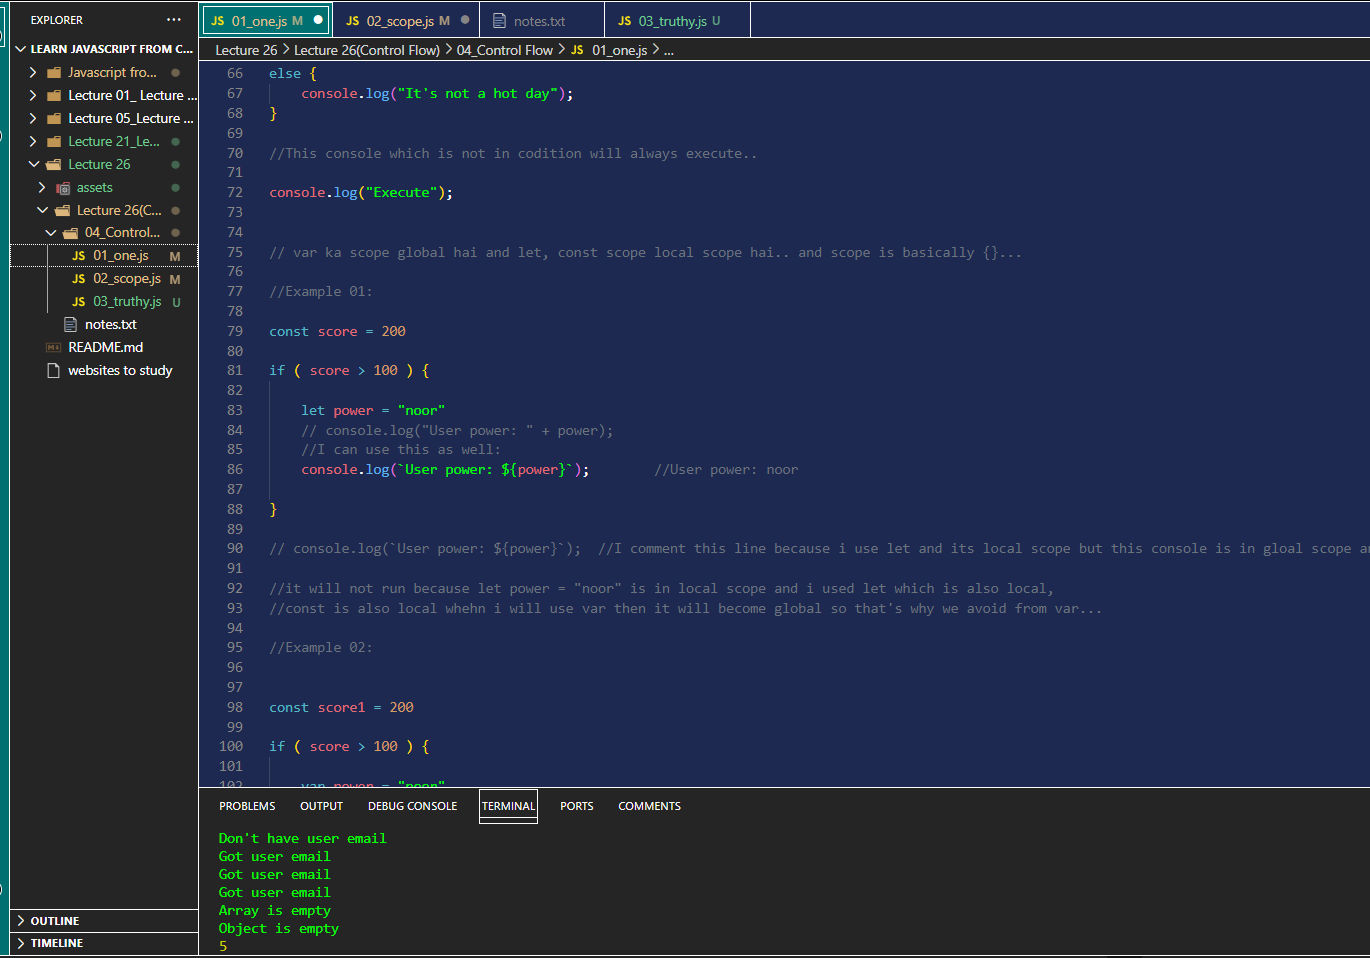 EXPLORER
LEARN JAVASCRIPT FROM C...
Javascript fro...
Lecture 01_ Lecture ...
Lecture 05_Lecture ...
Lecture 21_Le...
Lecture 26
assets
Lecture 26(C...
04_Control...
JS 01_one.js M
JS 02_scope.js M
JS 03_truthy.js U
notes.txt
README.md
websites to study
OUTLINE
TIMELINE
JS 01_one.js M JS 02_scope.js M notes.txt JS 03_truthy.js U
Lecture 26 > Lecture 26(Control Flow) > 04_Control Flow > JS 01_one.js > ...
66 else {
67 console.log("It's not a hot day");
68 }
69
70 //This console which is not in codition will always execute..
71
72 console.log("Execute");
73
74
75 // var ka scope global hai and let, const scope local scope hai.. and scope is basically {}...
76
77 //Example 01:
78
79 const score = 200
80
81 if ( score > 100 ) {
82
83 let power = "noor"
84 // console.log("User power: " + power);
85 //I can use this as well:
86 console.log(`User power: ${power}`); //User power: noor
87
88 }
89
90 // console.log(`User power: ${power}`); //I comment this line because i use let and its local scope but this console is in gloal scope
91
92 //it will not run because let power = "noor" is in local scope and i used let which is also local,
93 //const is also local whehn i will use var then it will become global so that's why we avoid from var...
94
95 //Example 02:
96
97
98 const score1 = 200
99
100 if ( score > 100 ) {
101
102 var power = "noor"
PROBLEMS OUTPUT DEBUG CONSOLE TERMINAL PORTS COMMENTS
Don't have user email
Got user email
Got user email
Got user email
Array is empty
Object is empty
5